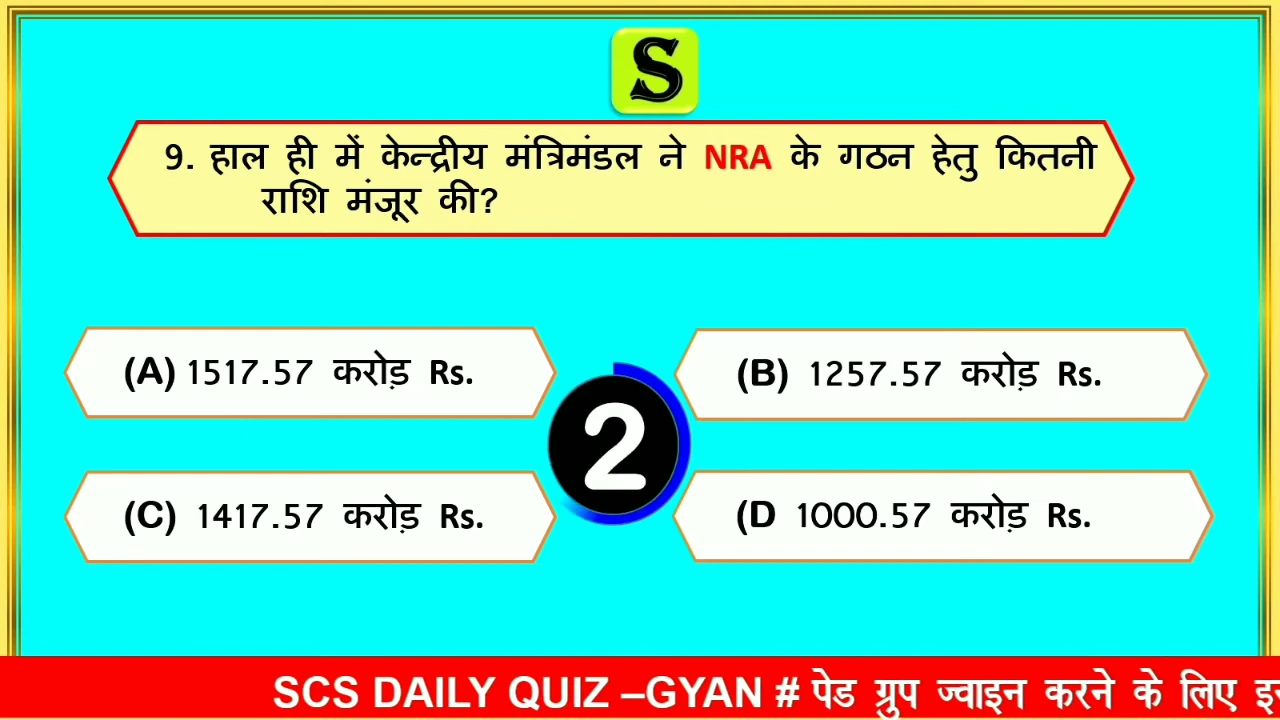 S
9. हाल ही में केन्द्रीय मंत्रिमंडल ने NRA के गठन हेतु कितनी
राशि मंजूर की?
(A) 1517.57 करोड़ Rs.
(B) 1257.57 करोड़ Rs.
2
(C) 1417.57 करोड़ Rs.
(D 1000.57 करोड़ Rs.
SCS DAILY QUIZ –GYAN # पेड ग्रुप ज्वाइन करने के लिए